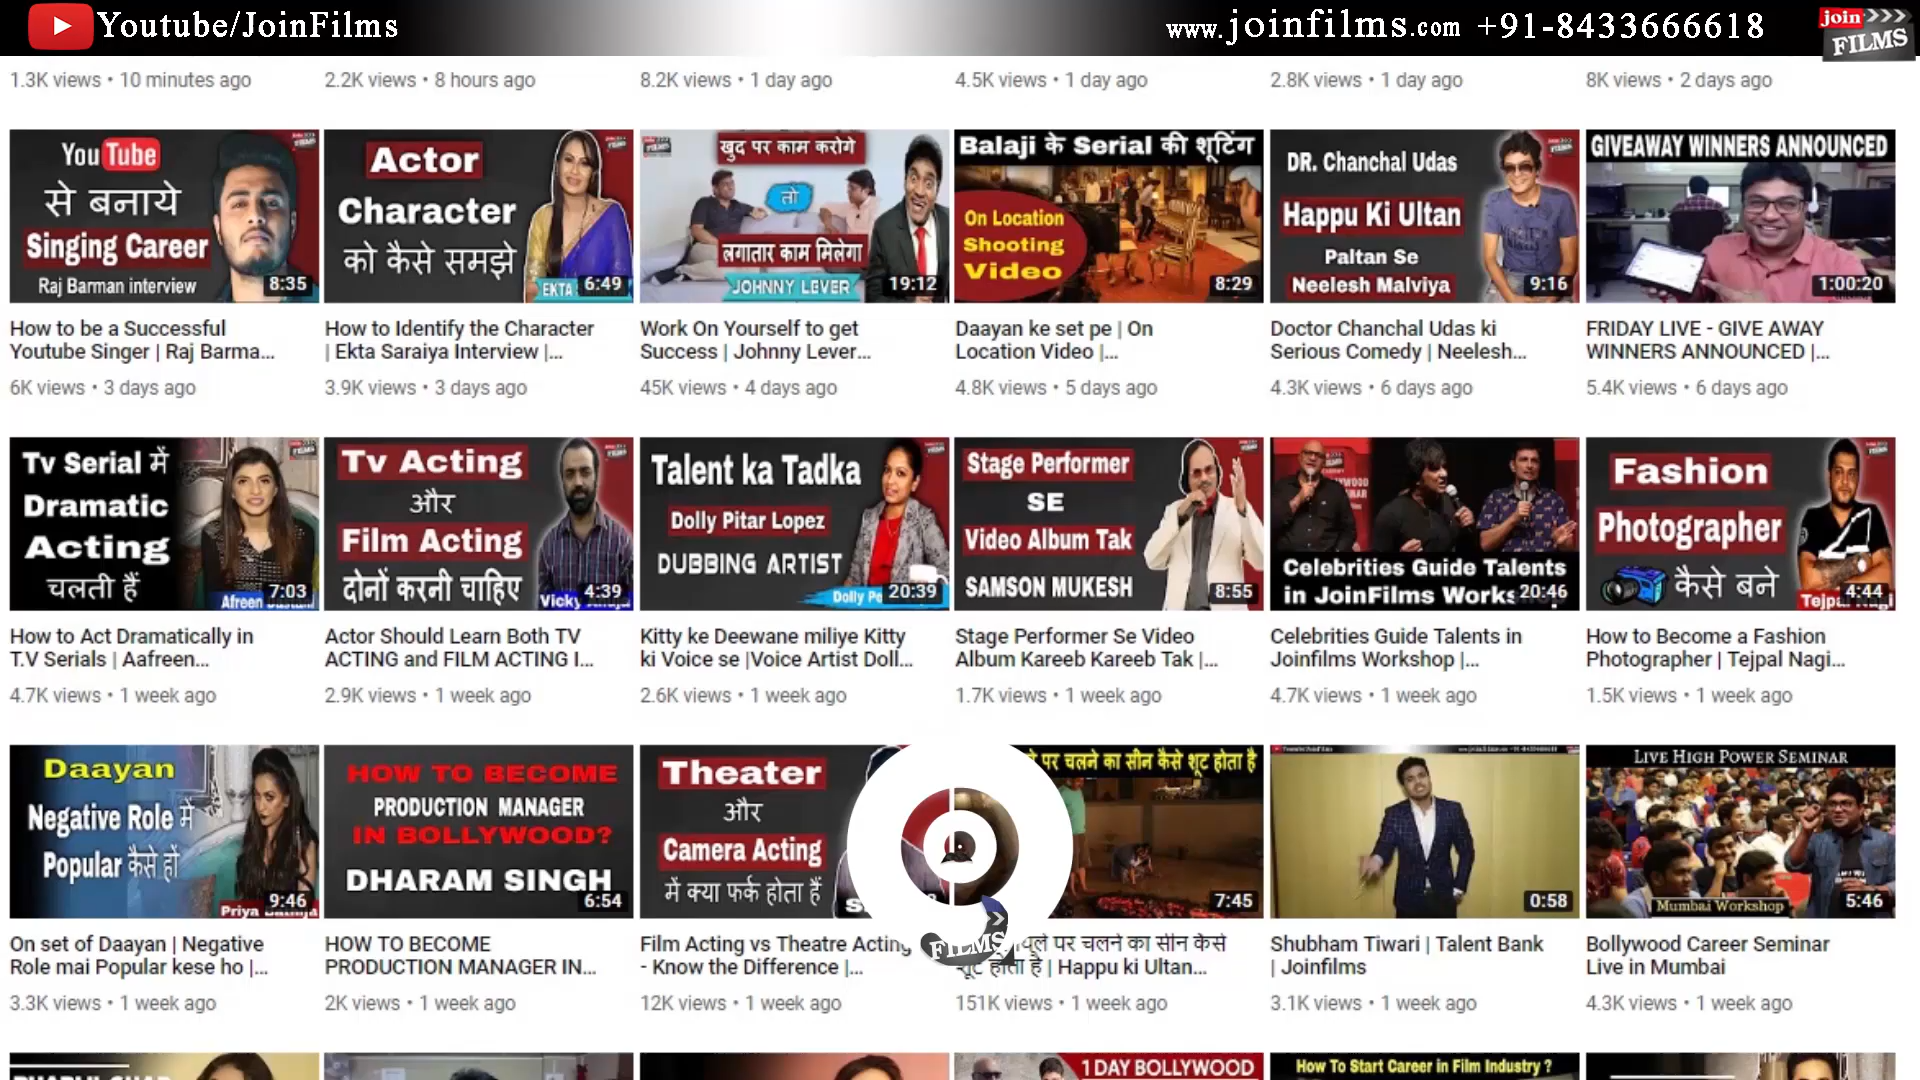 Youtube/JoinFilms
www.joinfilms.com +91-8433666618
join
FILMS
1.3K views • 10 minutes ago
2.2K views • 8 hours ago
8.2K views • 1 day ago
4.5K views • 1 day ago
2.8K views • 1 day ago
8K views • 2 days ago
You Tube
से बनाये
Singing Career
Raj Barman interview
8:35
Actor
Character
को कैसे समझे
EKTA
6:49
खुद पर काम करोगे
तो
लगातार काम मिलेगा
JOHNNY LEVER
19:12
Balaji के Serial की शूटिंग
On Location
Shooting
Video
8:29
DR. Chanchal Udas
Happu Ki Ultan
Paltan Se
Neelesh Malviya
9:16
GIVEAWAY WINNERS ANNOUNCED
1:00:20
How to be a Successful
Youtube Singer | Raj Barma...
6K views • 3 days ago
How to Identify the Character
| Ekta Saraiya Interview |...
3.9K views • 3 days ago
Work On Yourself to get
Success | Johnny Lever...
45K views • 4 days ago
Daayan ke set pe | On
Location Video |...
4.8K views • 5 days ago
Doctor Chanchal Udas ki
Serious Comedy | Neelesh...
4.3K views • 6 days ago
FRIDAY LIVE - GIVE AWAY
WINNERS ANNOUNCED |...
5.4K views • 6 days ago
Tv Serial में
Dramatic
Acting
चलती हैं
Afreen
7:03
Tv Acting
और
Film Acting
दोनों करनी चाहिए
Vicky
4:39
Talent ka Tadka
Dolly Pitar Lopez
DUBBING ARTIST
Dolly
20:39
Stage Performer
SE
Video Album Tak
SAMSON MUKESH
8:55
Celebrities Guide Talents
in JoinFilms
20:46
Fashion
Photographer
कैसे बने
4:44
How to Act Dramatically in
T.V Serials | Aafreen...
4.7K views • 1 week ago
Actor Should Learn Both TV
ACTING and FILM ACTING I...
2.9K views • 1 week ago
Kitty ke Deewane miliye Kitty
ki Voice se |Voice Artist Doll...
2.6K views • 1 week ago
Stage Performer Se Video
Album Kareeb Kareeb Tak |...
1.7K views • 1 week ago
Celebrities Guide Talents in
Joinfilms Workshop |...
4.7K views • 1 week ago
How to Become a Fashion
Photographer | Tejpal Nagi...
1.5K views • 1 week ago
Daayan
Negative Role में
Popular कैसे हों
Priya
9:46
HOW TO BECOME
PRODUCTION MANAGER
IN BOLLYWOOD?
DHARAM SINGH
6:54
Theater
और
Camera Acting
में क्या फर्क होता हैं
पर चलने का सीन कैसे शूट होता है
7:45
0:58
LIVE HIGH POWER SEMINAR
Mumbai Workshop
5:46
FILMS
On set of Daayan | Negative
Role mai Popular kese ho |...
3.3K views • 1 week ago
HOW TO BECOME
PRODUCTION MANAGER IN...
2K views • 1 week ago
Film Acting vs Theatre Acting
- Know the Difference |...
12K views • 1 week ago
पर चलने का सीन कैसे
शूट होता है | Happu ki Ultan...
151K views • 1 week ago
Shubham Tiwari | Talent Bank
| Joinfilms
3.1K views • 1 week ago
Bollywood Career Seminar
Live in Mumbai
4.3K views • 1 week ago
1 DAY BOLLYWOOD
How To Start Career in Film Industry ?